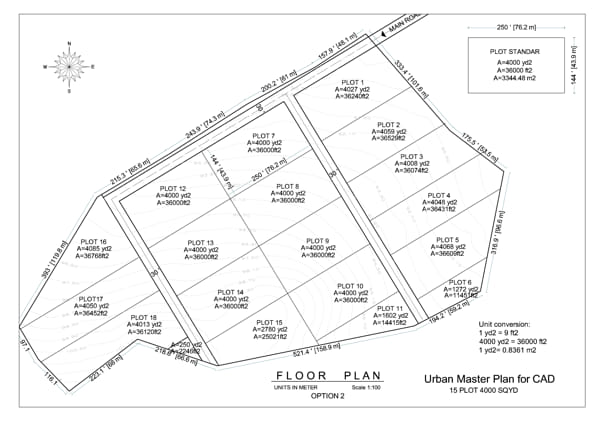 MAIN ROAD
250 ' [76.2 m]
PLOT STANDAR
A=4000 yd2
A=36000 ft2
A=3344.48 m2
144 ' [43.9 m]
N
W
E
S
157.9' [48.1 m]
200.2' [61 m]
243.9' [74.3 m]
215.3' [65.6 m]
333.4' [101.6 m]
175.5' [53.5 m]
316.9' [96.6 m]
194.2' [59.2 m]
521.4' [158.9 m]
393' [119.8 m]
97.1'
116.1'
223.1' [68 m]
30'
30'
30'
144' [43.9 m]
250' [76.2 m]
PLOT 1
A=4027 yd2
A=36240ft2
PLOT 2
A=4059 yd2
A=36529ft2
PLOT 3
A=4008 yd2
A=36074ft2
PLOT 4
A=4048 yd2
A=36431ft2
PLOT 5
A=4068 yd2
A=36609ft2
PLOT 6
A=1272 yd2
A=11451ft2
PLOT 7
A=4000 yd2
A=36000ft2
PLOT 8
A=4000 yd2
A=36000ft2
PLOT 9
A=4000 yd2
A=36000ft2
PLOT 10
A=4000 yd2
A=36000ft2
PLOT 11
A=1602 yd2
A=14415ft2
PLOT 12
A=4000 yd2
A=36000ft2
PLOT 13
A=4000 yd2
A=36000ft2
PLOT 14
A=4000 yd2
A=36000ft2
PLOT 15
A=2780 yd2
A=25021ft2
PLOT 16
A=4085 yd2
A=36768ft2
PLOT17
A=4050 yd2
A=36452ft2
PLOT 18
A=4013 yd2
A=36120ft2
A=250 yd2
A=2246ft2
Unit conversion:
1 yd2 = 9 ft2
4000 yd2 = 36000 ft2
1 yd2= 0.8361 m2
FLOOR PLAN
UNITS IN METER Scale 1:100
OPTION 2
Urban Master Plan for CAD
15 PLOT 4000 SQYD